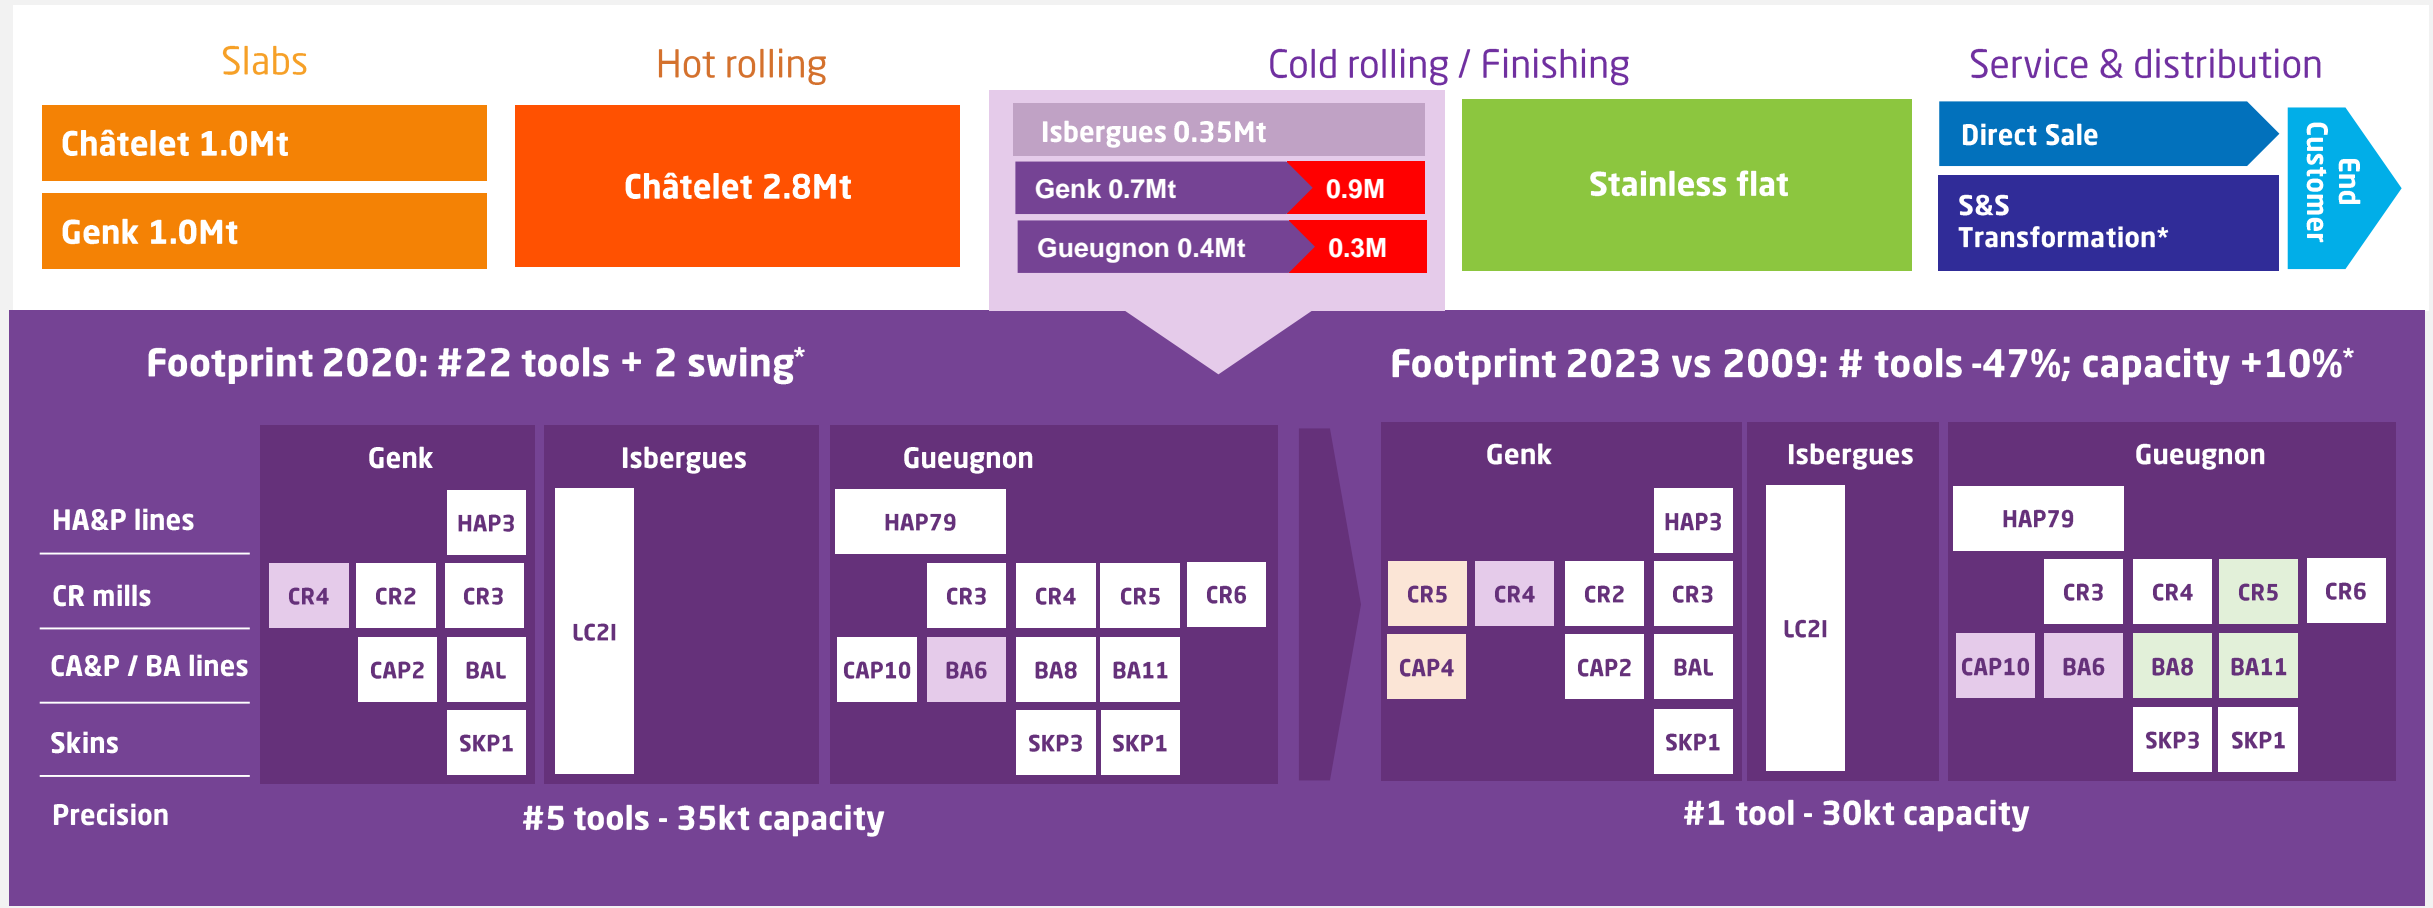 Slabs
Hot rolling
Cold rolling / Finishing
Service & distribution
Châtelet 1.0Mt
Genk 1.0Mt
Châtelet 2.8Mt
Isbergues 0.35Mt
Genk 0.7Mt 0.9M
Gueugnon 0.4Mt 0.3M
Stainless flat
Direct Sale
S&S
Transformation*
End
Customer
Footprint 2020: #22 tools + 2 swing*
Footprint 2023 vs 2009: # tools -47%; capacity +10%*
Genk Isbergues Gueugnon
HA&P lines HAP3 HAP79
CR mills CR4 CR2 CR3 CR3 CR4 CR5 CR6
LC2I
CA&P / BA lines CAP2 BAL CAP10 BA6 BA8 BA11
Skins SKP1 SKP3 SKP1
Precision #5 tools - 35kt capacity
Genk Isbergues Gueugnon
HAP3 HAP79
CR5 CR4 CR2 CR3 CR3 CR4 CR5 CR6
LC2I
CAP4 CAP2 BAL CAP10 BA6 BA8 BA11
SKP1 SKP3 SKP1
#1 tool - 30kt capacity